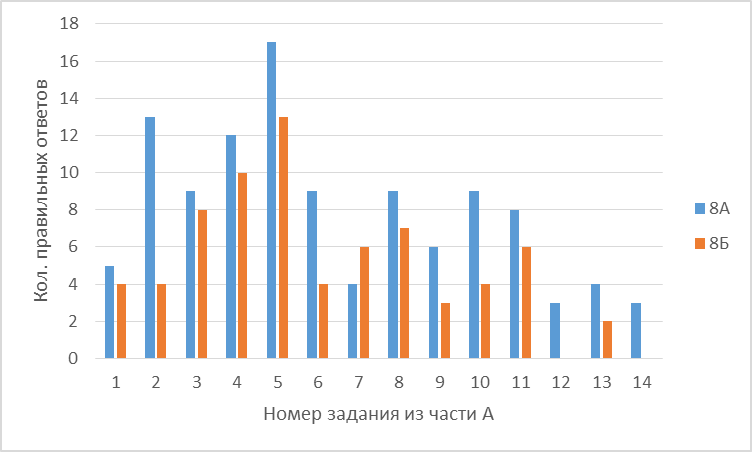 18
16
14
12
10
8
6
4
2
0
Кол. правильных ответов
1 2 3 4 5 6 7 8 9 10 11 12 13 14
Номер задания из части А
8А
8Б